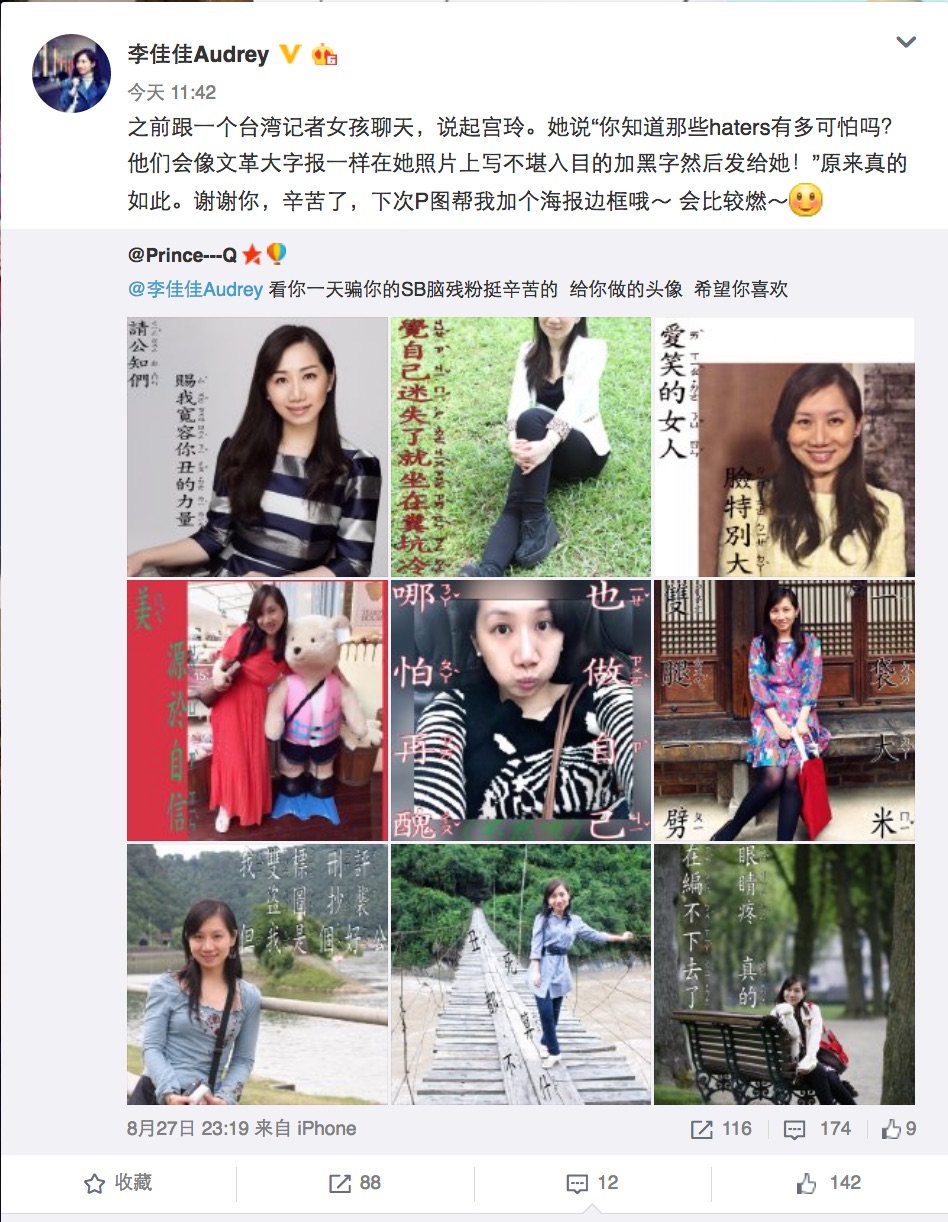 李佳佳Audrey
今天 11:42
之前跟一个台湾记者女孩聊天，说起宫玲。她说“你知道那些haters有多可怕吗？
他们会像文革大字报一样在她照片上写不堪入目的加黑字然后发给她！”原来真的
如此。谢谢你，辛苦了，下次P图帮我加个海报边框哦～ 会比较燃～
@Prince---Q
@李佳佳Audrey 看你一天骗你的SB脑残粉挺辛苦的 给你做的头像 希望你喜欢
請公知們
賜我寬容你丑的力量
覺自己迷失了就坐在糞坑冷
愛笑的女人
臉特別大
美
源於自信
哪怕再醜
也做自己
雙腿一劈
一袋大米
我雙標刪評
盜圖抄襲
但我是個好公
丑死都算不什
眼睛疼 真的
在編不下去了
8月27日 23:19 来自 iPhone
116
174
9
收藏
88
12
142